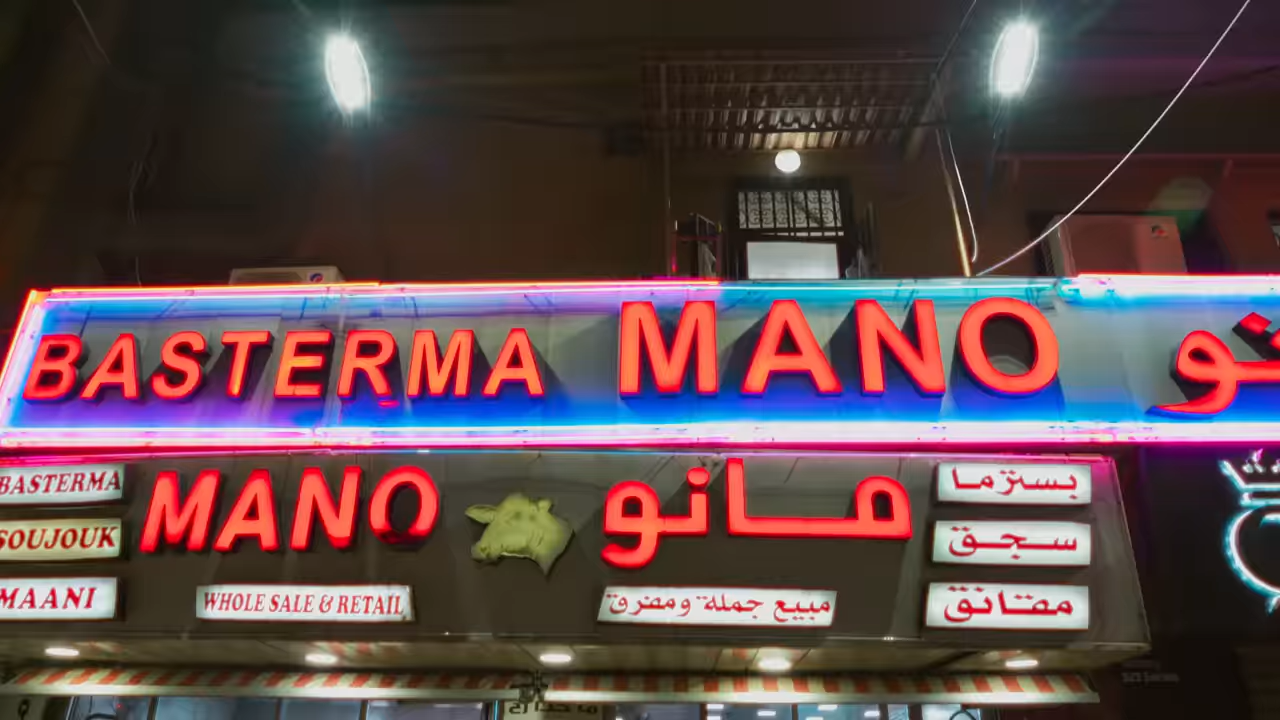 BASTERMA MANO
BASTERMA
SOUJOUK
MAANI
MANO
WHOLE SALE & RETAIL
مانو
مبيع جملة ومفرق
بسترما
سجق
مقانق